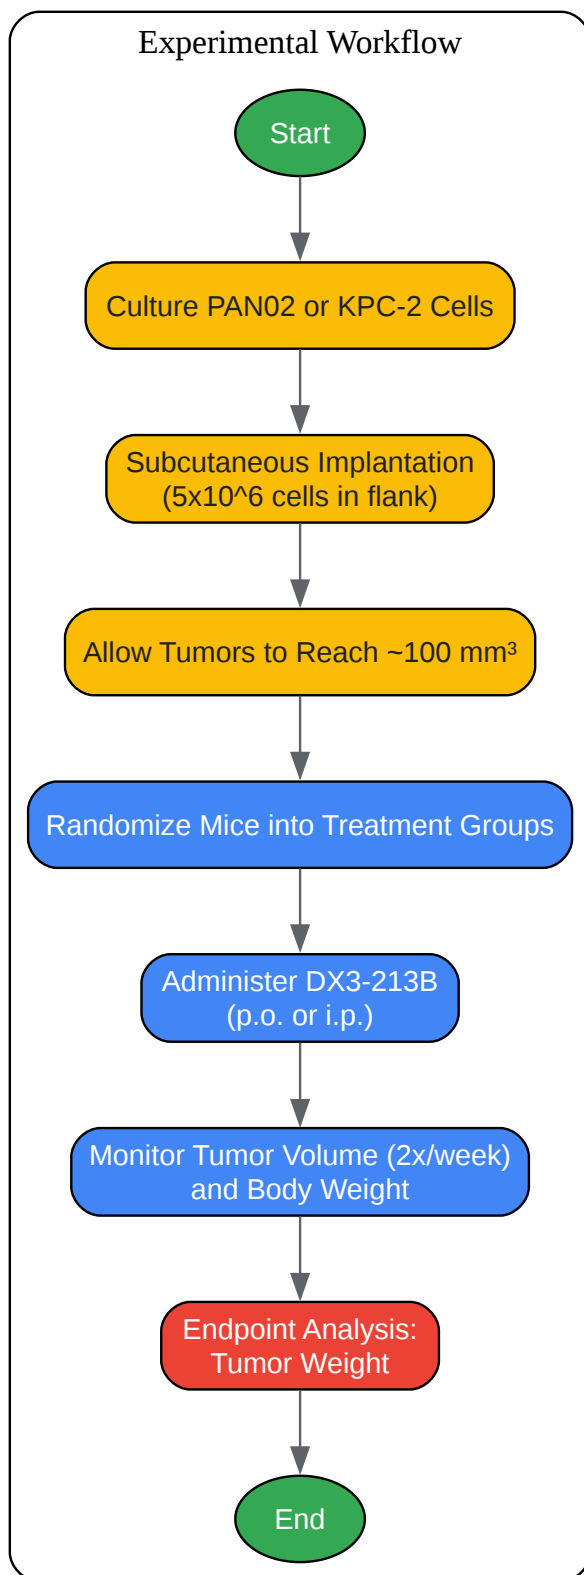 Experimental Workflow
Start
Culture PAN02 or KPC-2 Cells
Subcutaneous Implantation
(5x10^6 cells in flank)
Allow Tumors to Reach ~100 mm³
Randomize Mice into Treatment Groups
Administer DX3-213B
(p.o. or i.p.)
Monitor Tumor Volume (2x/week)
and Body Weight
Endpoint Analysis:
Tumor Weight
End